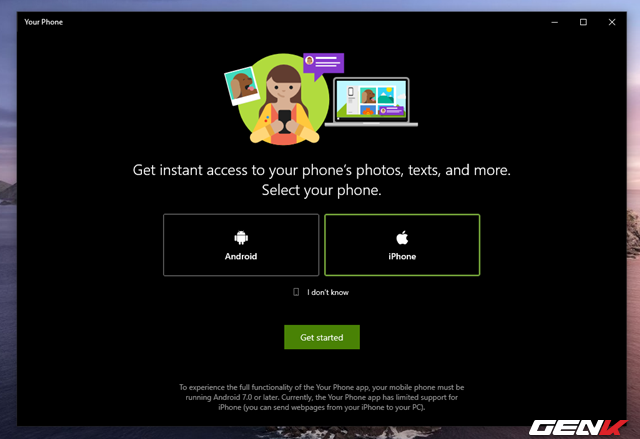 Your Phone
Get instant access to your phone's photos, texts, and more.
Select your phone.
Android
iPhone
I don't know
Get started
To experience the full functionality of the Your Phone app, your mobile phone must be
running Android 7.0 or later. Currently, the Your Phone app has limited support for
iPhone (you can send webpages from your iPhone to your PC).
GENK